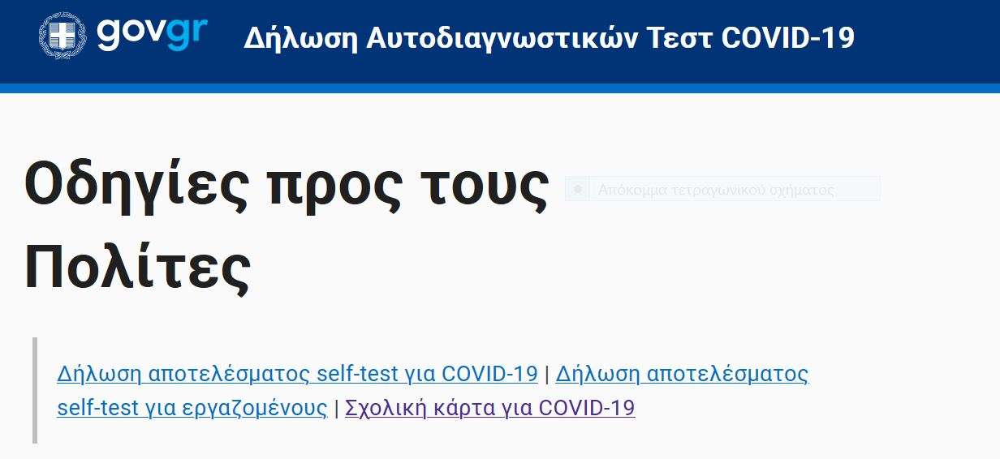 govgr Δήλωση Αυτοδιαγνωστικών Τεστ COVID-19
Οδηγίες προς τους
Απόκομμα τετραγωνικού σχήματος
Πολίτες
Δήλωση αποτελέσματος self-test για COVID-19 | Δήλωση αποτελέσματος
self-test για εργαζομένους | Σχολική κάρτα για COVID-19